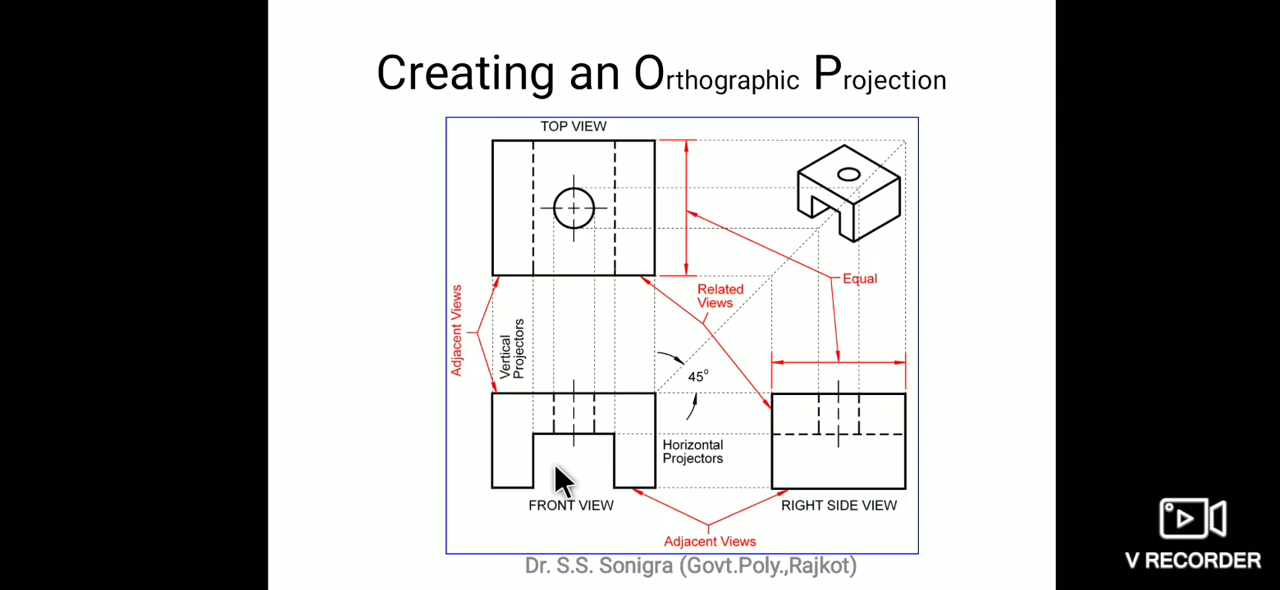 Creating an Orthographic Projection
TOP VIEW
Equal
Related
Views
Adjacent Views
Vertical
Projectors
45°
Horizontal
Projectors
FRONT VIEW
RIGHT SIDE VIEW
Adjacent Views
Dr. S.S. Sonigra (Govt.Poly.,Rajkot)
V RECORDER